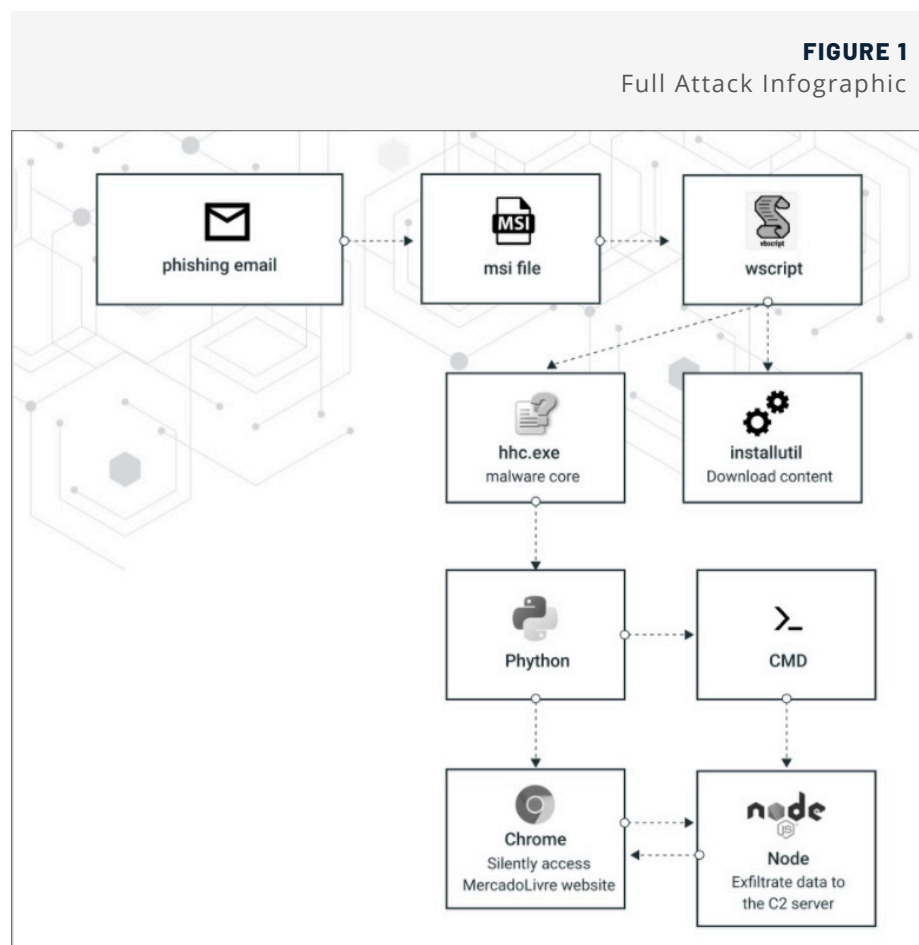 FIGURE 1
Full Attack Infographic
phishing email
MSI
msi file
vbscript
wscript
hhc.exe
malware core
installutil
Download content
Phython
>_
CMD
Chrome
Silently access
MercadoLivre website
node
JS
Node
Exfiltrate data to
the C2 server